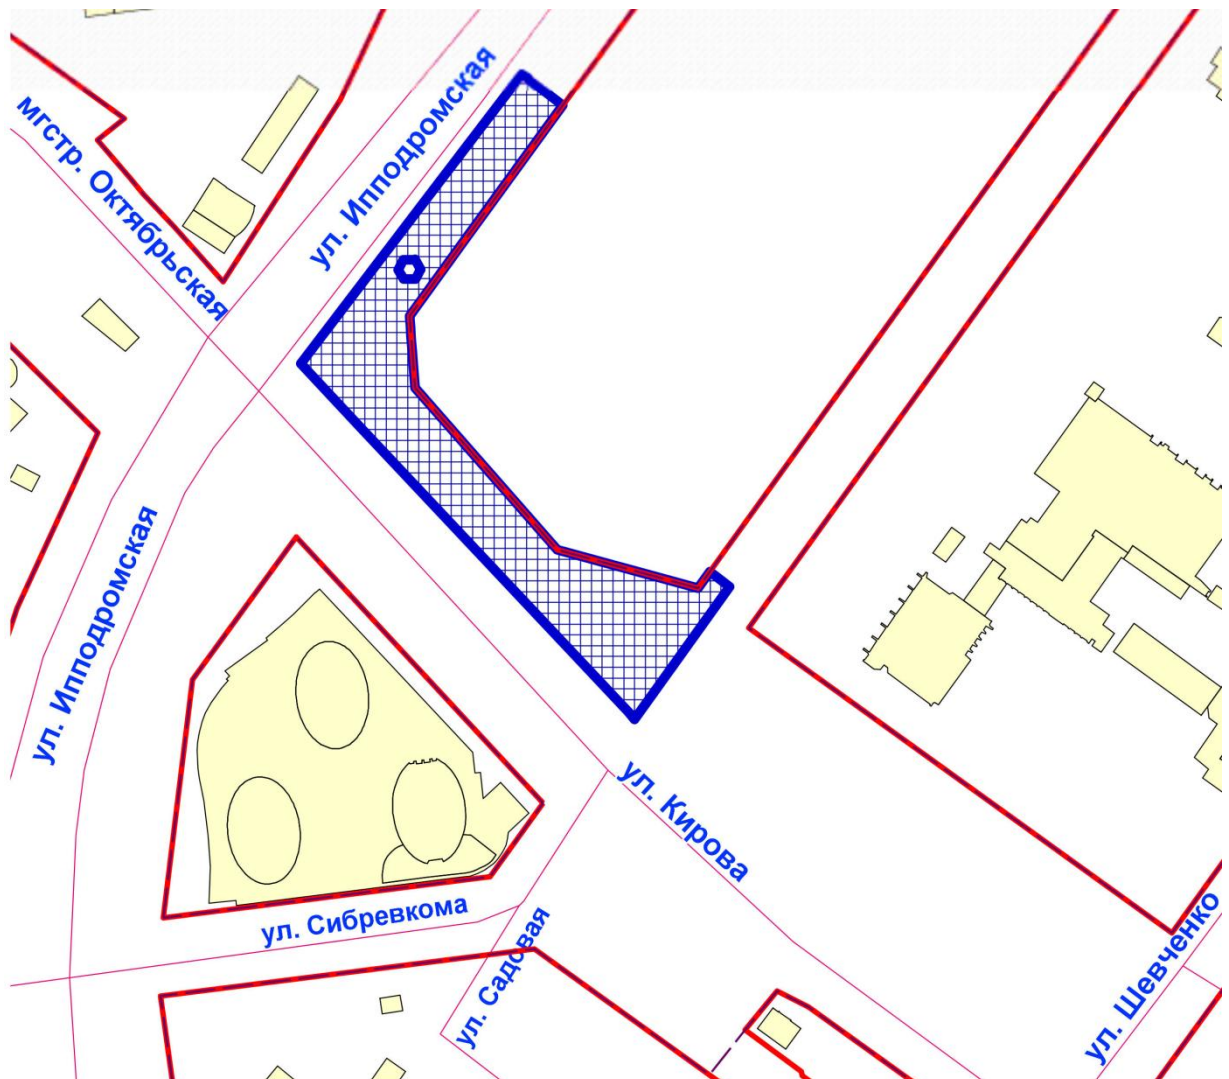 ул. Ипподромская
мгстр. Октябрьская
ул. Ипподромская
ул. Кирова
ул. Сибревкома
ул. Садовая
ул. Шевченко